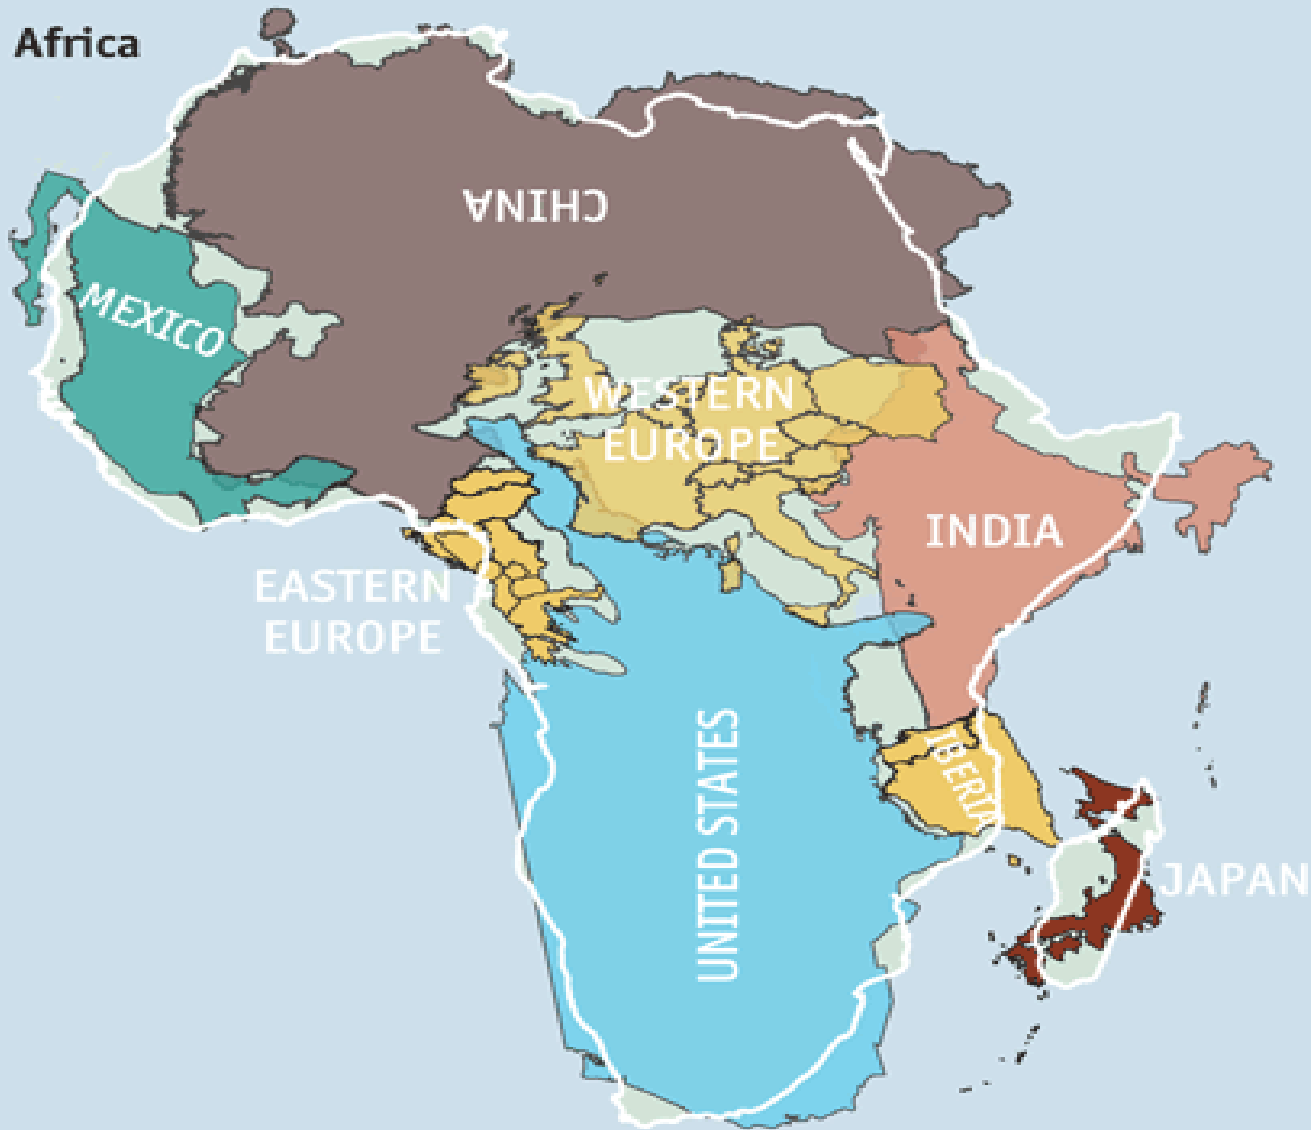 Africa
CHINA
MEXICO
WESTERN
EUROPE
INDIA
EASTERN
EUROPE
IBERIA
UNITED STATES
JAPAN